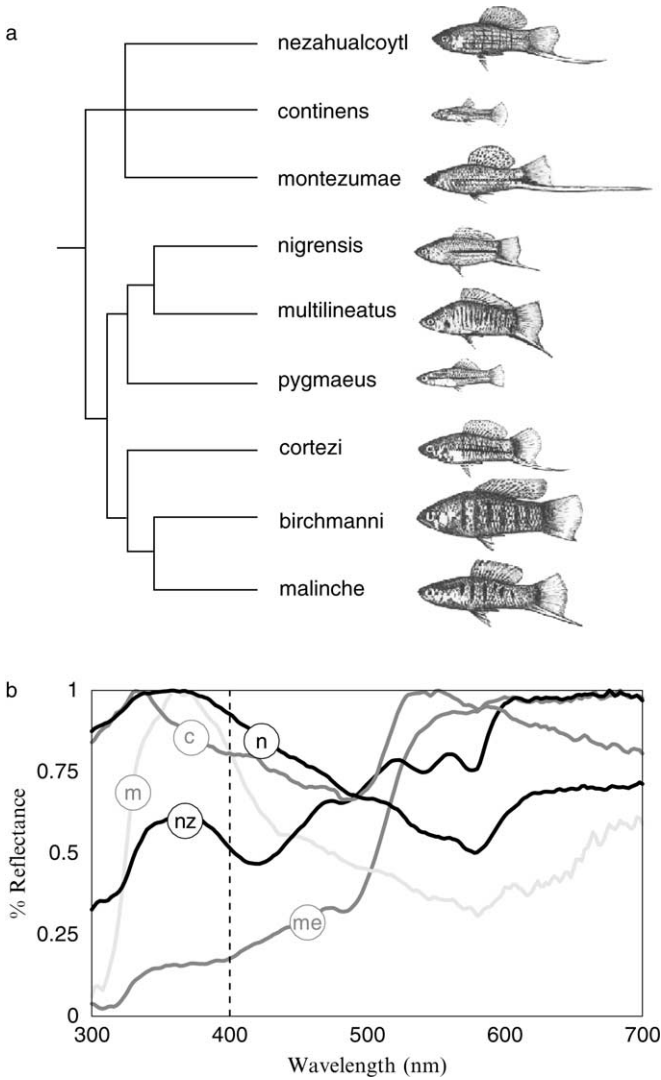 a
nezahualcoytl
continens
montezumae
nigrensis
multilineatus
pygmaeus
cortezi
birchmanni
malinche
b
1
0.75
0.5
0.25
0
% Reflectance
c
n
m
nz
me
300
400
500
600
700
Wavelength (nm)